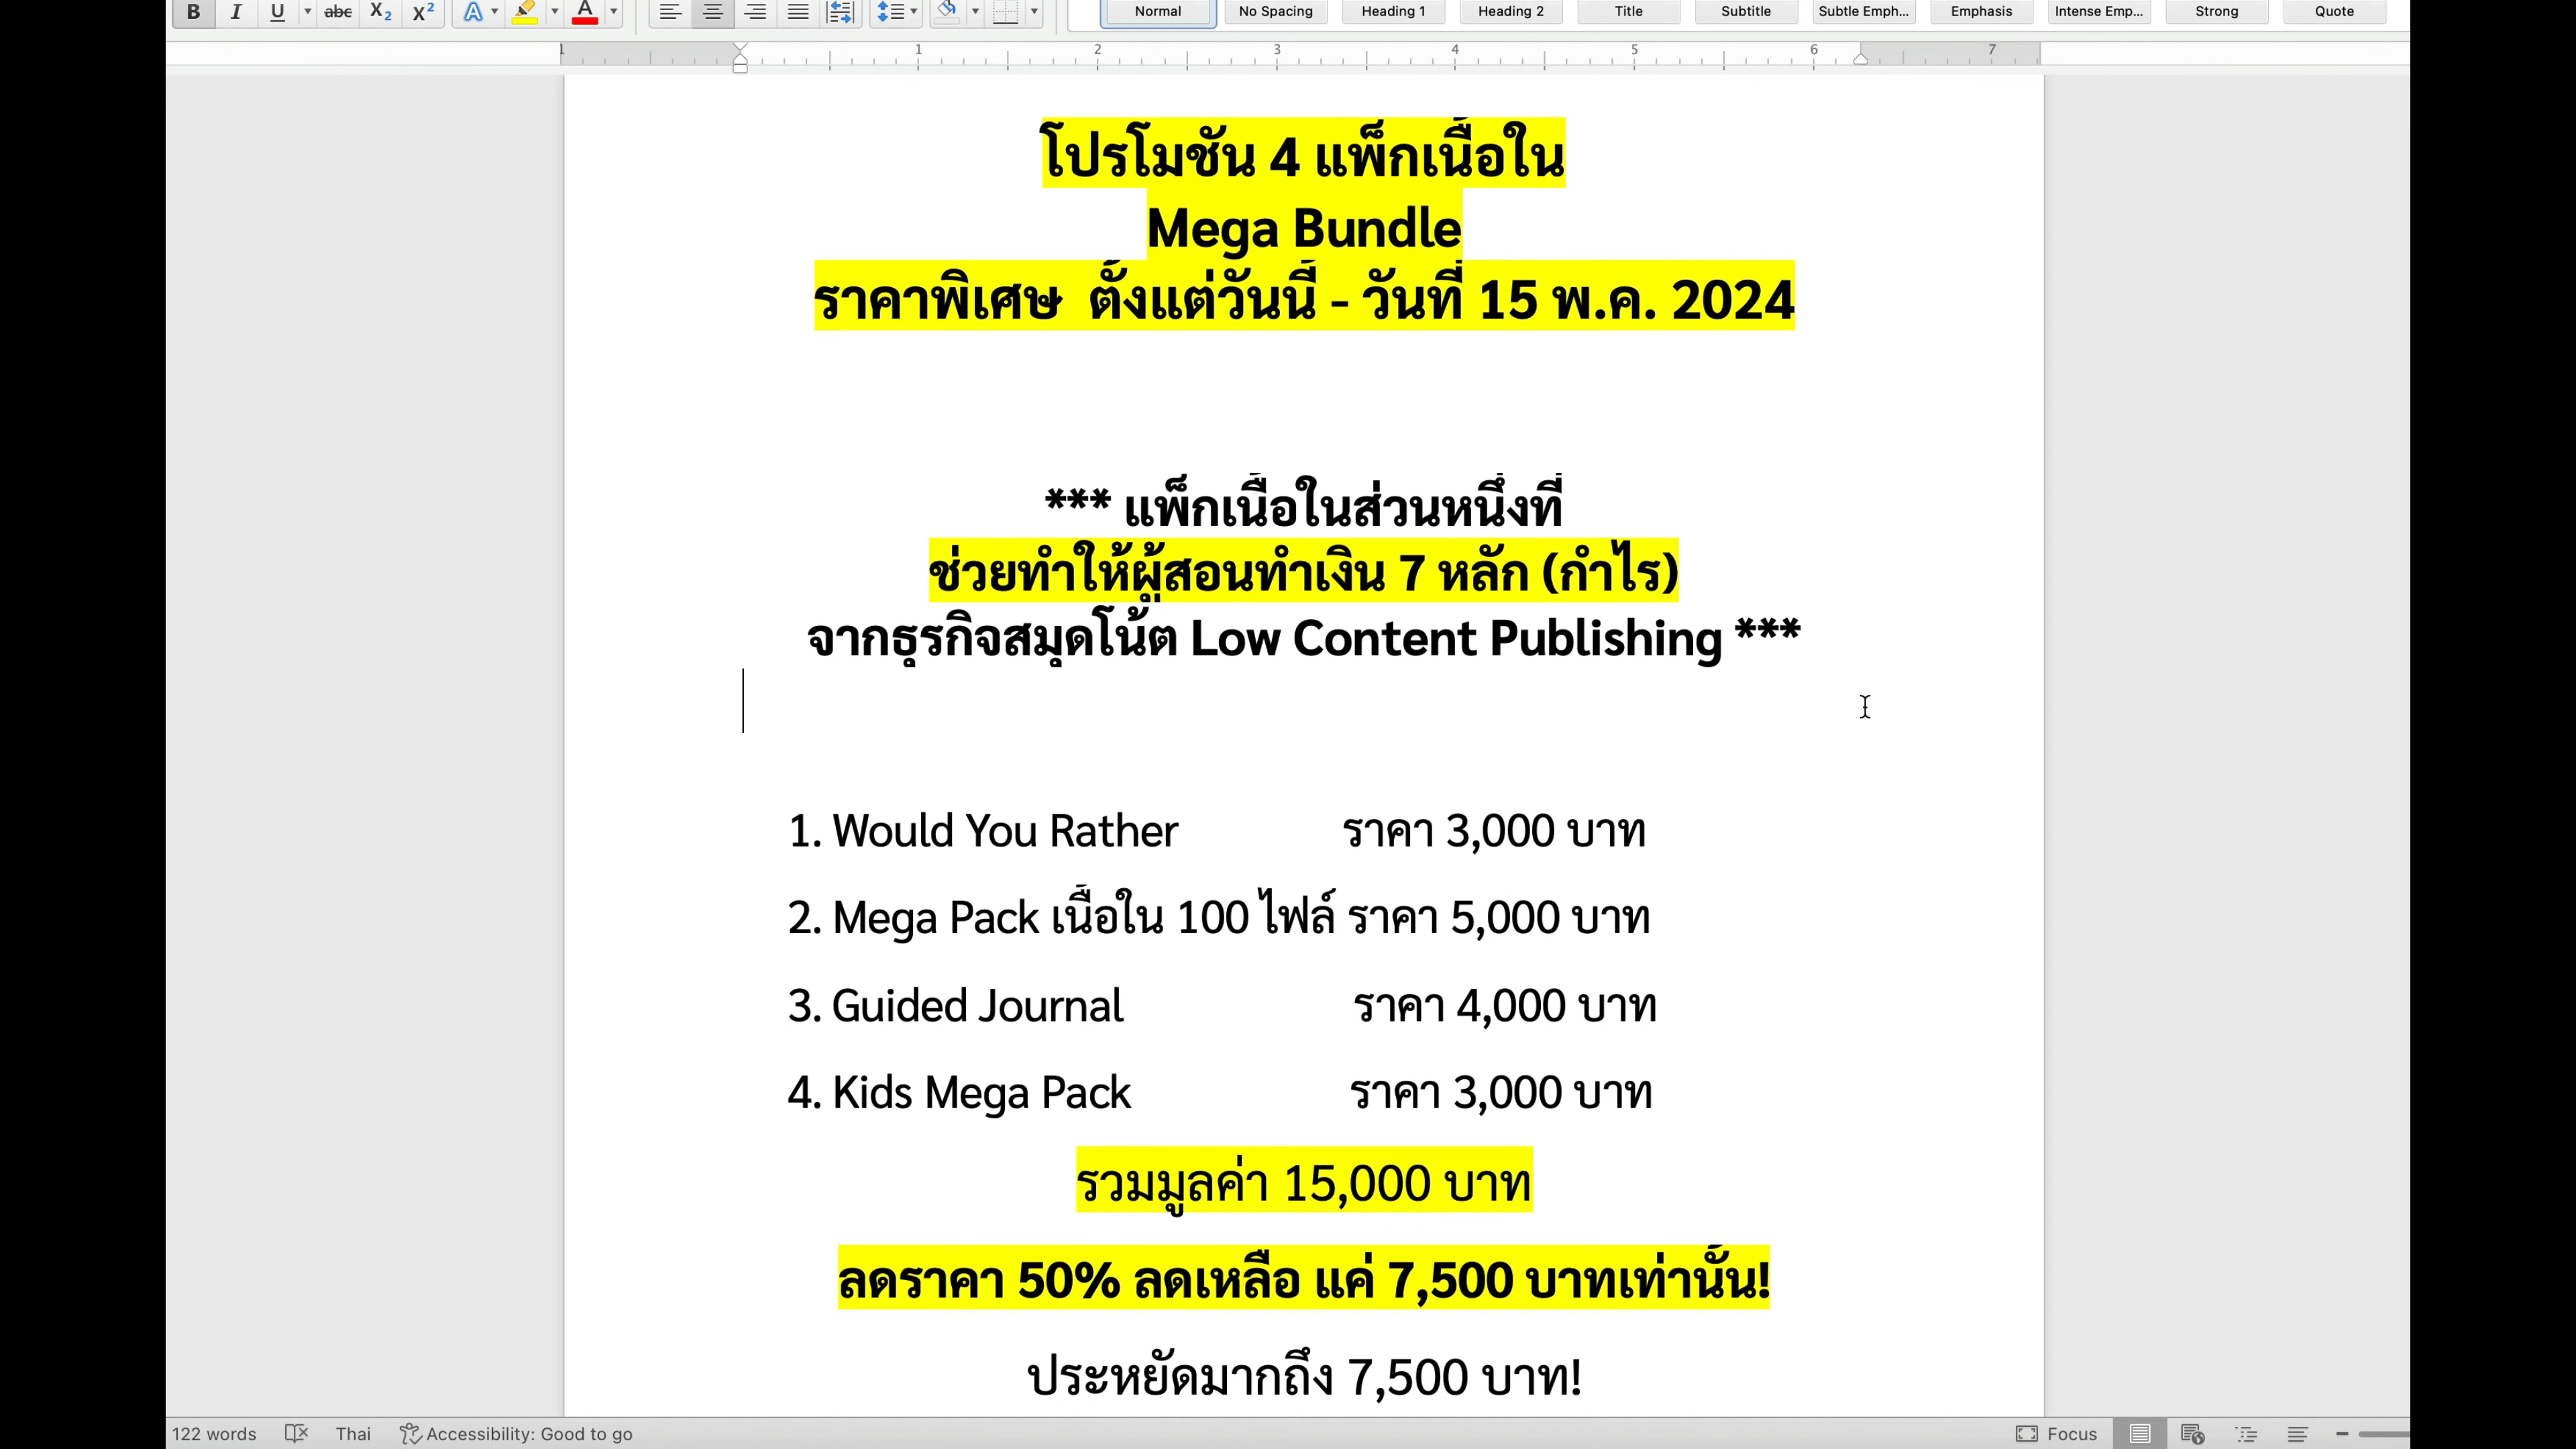 B I U abc X2 X2 A A
Normal No Spacing Heading 1 Heading 2 Title Subtitle Subtle Emph... Emphasis Intense Emp... Strong Quote
1 1 2 3 4 5 6 7
โปรโมชัน 4 แพ็กเนื้อใน
Mega Bundle
ราคาพิเศษ ตั้งแต่วันนี้ - วันที่ 15 พ.ค. 2024
*** แพ็กเนื้อในส่วนหนึ่งที่
ช่วยทำให้ผู้สอนทำเงิน 7 หลัก (กำไร)
จากธุรกิจสมุดโน้ต Low Content Publishing ***
1. Would You Rather ราคา 3,000 บาท
2. Mega Pack เนื้อใน 100 ไฟล์ ราคา 5,000 บาท
3. Guided Journal ราคา 4,000 บาท
4. Kids Mega Pack ราคา 3,000 บาท
รวมมูลค่า 15,000 บาท
ลดราคา 50% ลดเหลือ แค่ 7,500 บาทเท่านั้น!
ประหยัดมากถึง 7,500 บาท!
122 words Thai Accessibility: Good to go Focus